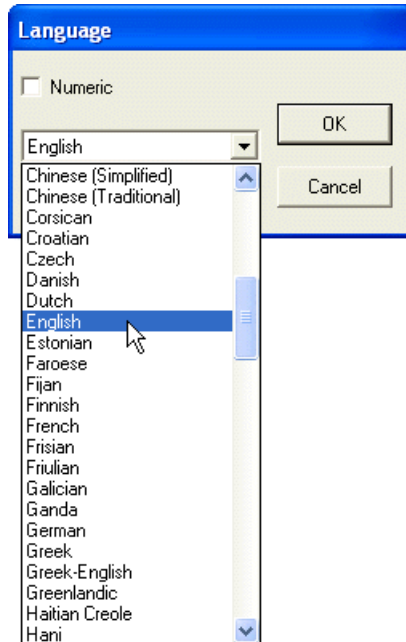 Language
Numeric
OK
English
Cancel
Chinese (Simplified)
Chinese (Traditional)
Corsican
Croatian
Czech
Danish
Dutch
English
Estonian
Faroese
Fijan
Finnish
French
Frisian
Friulian
Galician
Ganda
German
Greek
Greek-English
Greenlandic
Haitian Creole
Hani